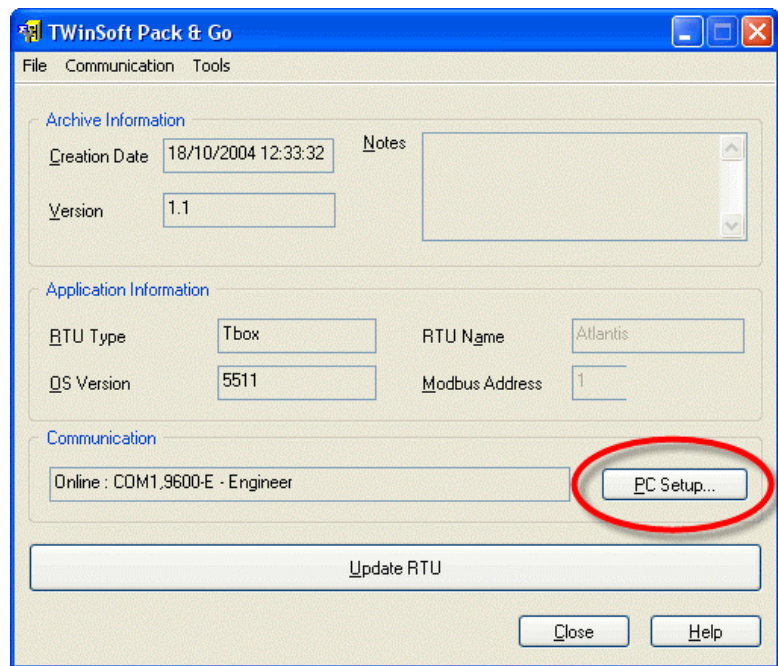 TWinSoft Pack & Go
File Communication Tools
Archive Information
Creation Date 18/10/2004 12:33:32 Notes
Version 1.1
Application Information
RTU Type Tbox RTU Name Atlantis
OS Version 5511 Modbus Address 1
Communication
Online : COM1,9600-E - Engineer PC Setup...
Update RTU
Close Help